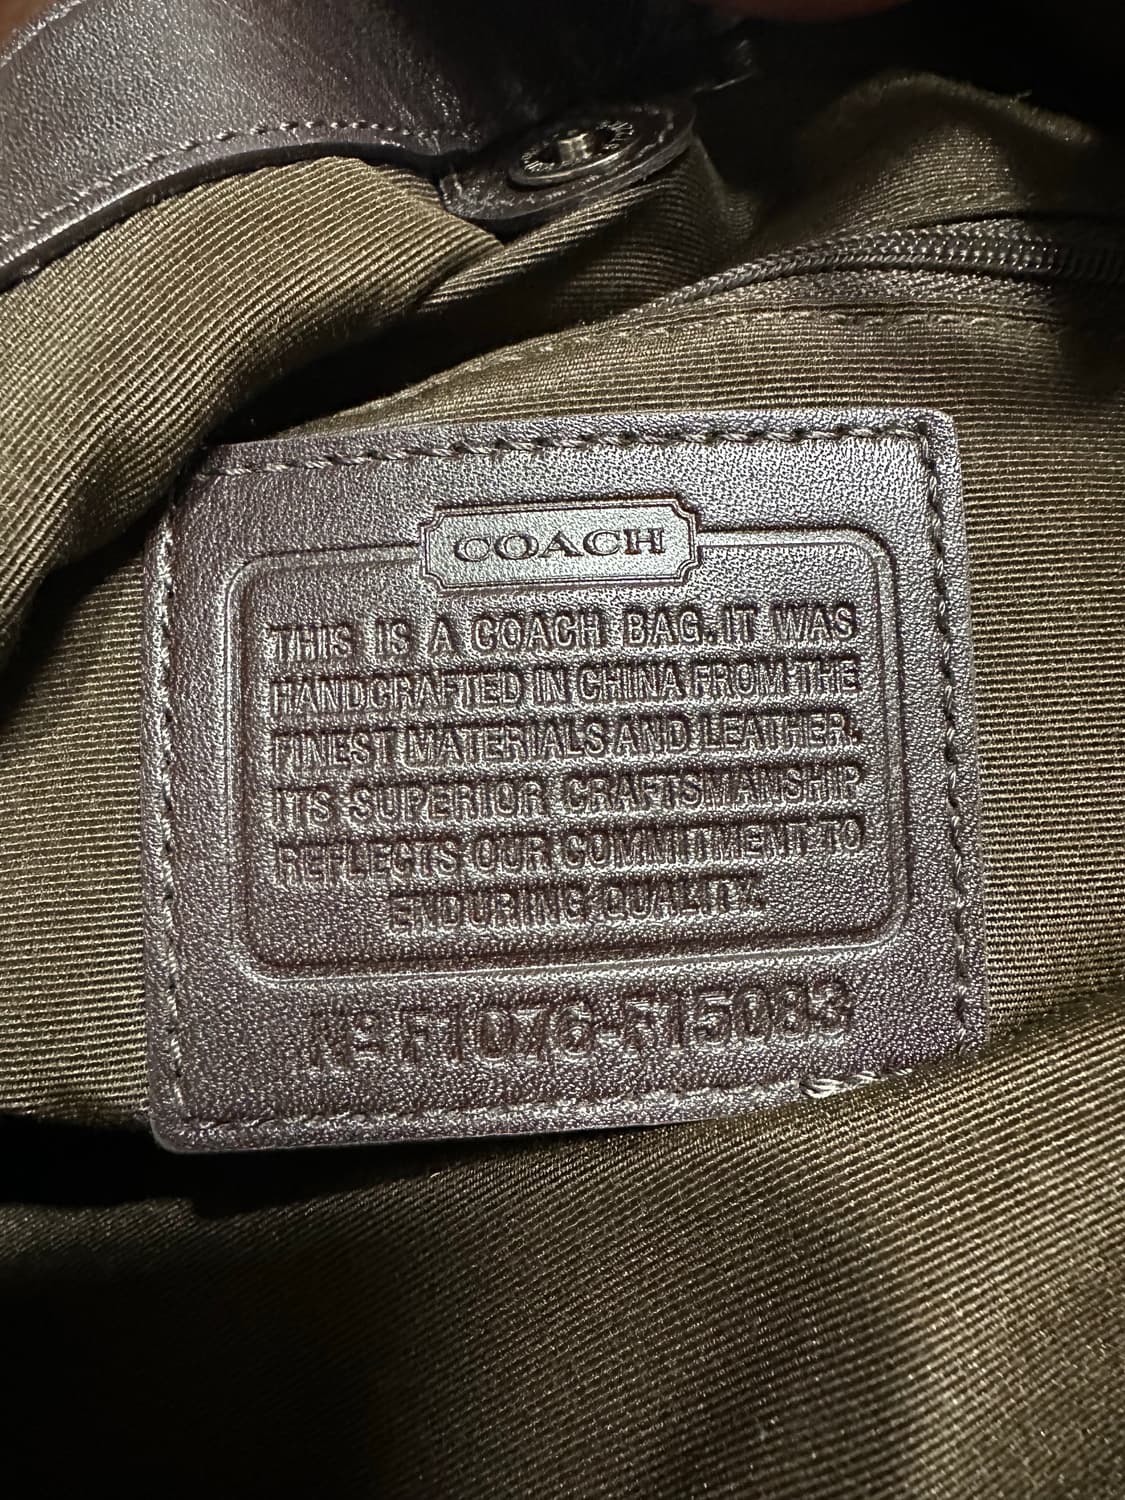 COACH
THIS IS A COACH BAG. IT WAS
HANDCRAFTED IN CHINA FROM THE
FINEST MATERIALS AND LEATHER.
ITS SUPERIOR CRAFTSMANSHIP
REFLECTS OUR COMMITMENT TO
ENDURING QUALITY.
Nº F1076-F15083